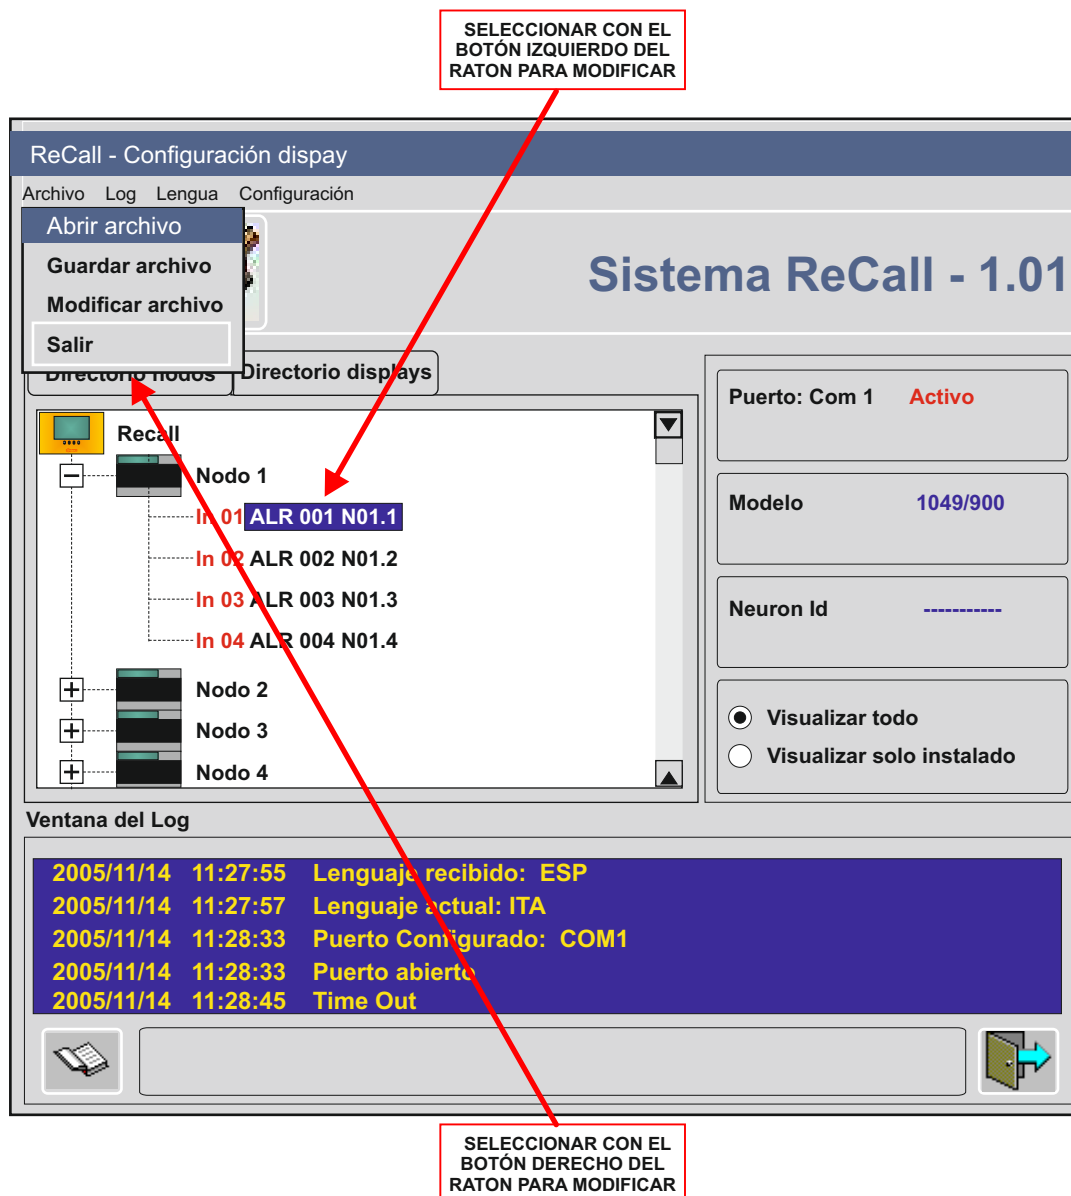 SELECCIONAR CON EL
BOTÓN IZQUIERDO DEL
RATON PARA MODIFICAR
ReCall - Configuración dispay
Archivo Log Lengua Configuración
Abrir archivo
Guardar archivo
Modificar archivo
Salir
Sistema ReCall - 1.01
Directorio nodos Directorio displays
Recall
Nodo 1
In 01 ALR 001 N01.1
In 02 ALR 002 N01.2
In 03 ALR 003 N01.3
In 04 ALR 004 N01.4
Nodo 2
Nodo 3
Nodo 4
Puerto: Com 1 Activo
Modelo 1049/900
Neuron Id -----------
Visualizar todo
Visualizar solo instalado
Ventana del Log
2005/11/14 11:27:55 Lenguaje recibido: ESP
2005/11/14 11:27:57 Lenguaje actual: ITA
2005/11/14 11:28:33 Puerto Configurado: COM1
2005/11/14 11:28:33 Puerto abierto
2005/11/14 11:28:45 Time Out
SELECCIONAR CON EL
BOTÓN DERECHO DEL
RATON PARA MODIFICAR